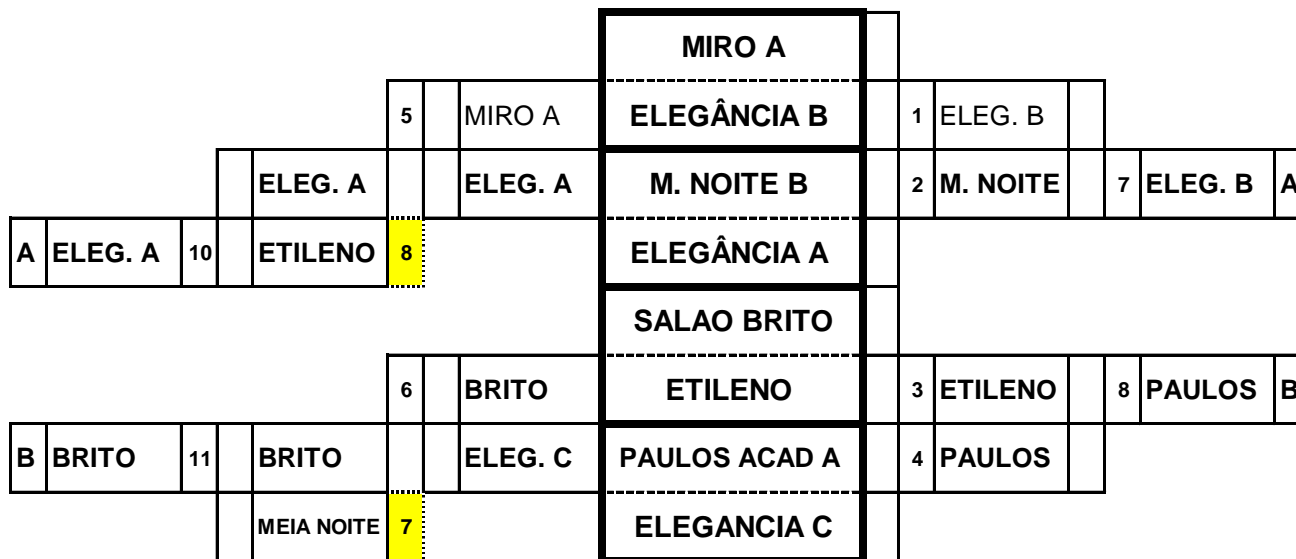 MIRO A
5 MIRO A ELEGÂNCIA B 1 ELEG. B
ELEG. A ELEG. A M. NOITE B 2 M. NOITE 7 ELEG. B A
A ELEG. A 10 ETILENO 8 ELEGÂNCIA A
SALAO BRITO
6 BRITO ETILENO 3 ETILENO 8 PAULOS B
B BRITO 11 BRITO ELEG. C PAULOS ACAD A 4 PAULOS
MEIA NOITE 7 ELEGANCIA C